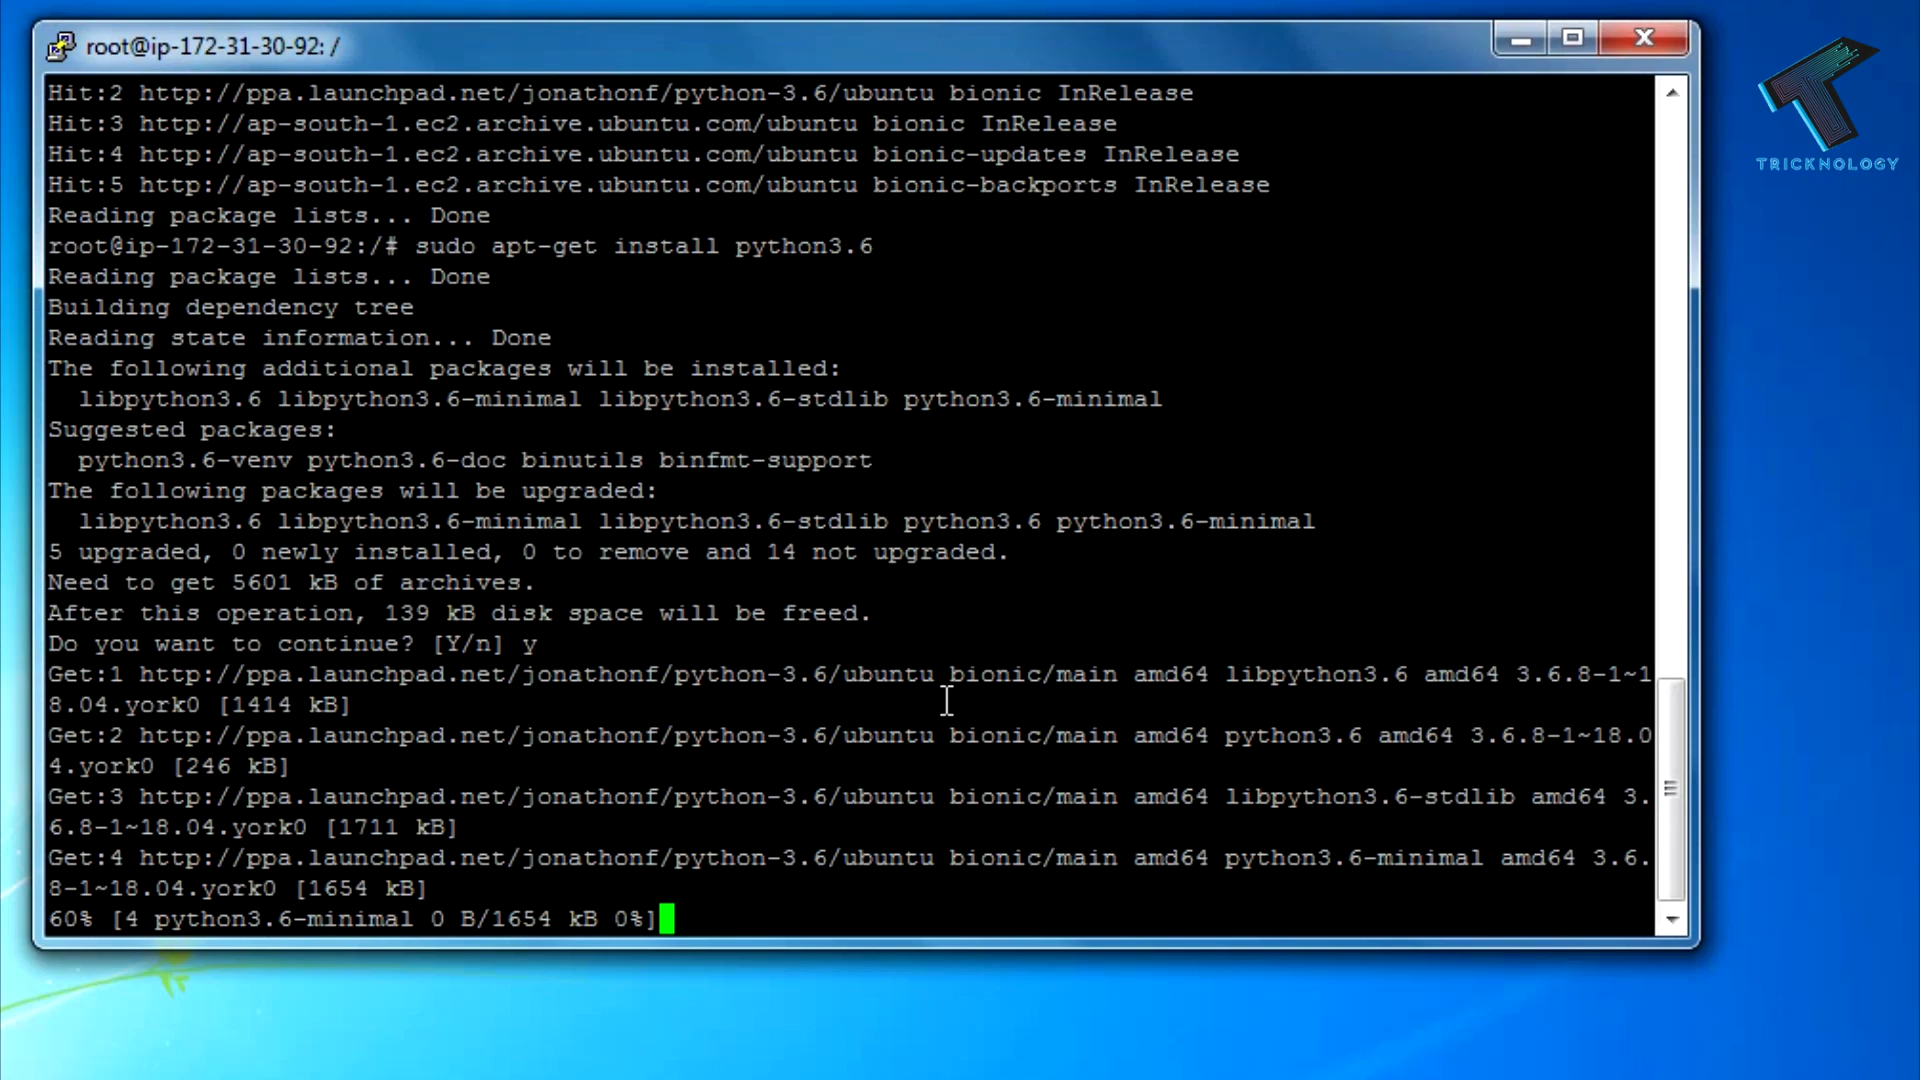 root@ip-172-31-30-92: /
TRICKNOLOGY
Hit:2 http://ppa.launchpad.net/jonathonf/python-3.6/ubuntu bionic InRelease
Hit:3 http://ap-south-1.ec2.archive.ubuntu.com/ubuntu bionic InRelease
Hit:4 http://ap-south-1.ec2.archive.ubuntu.com/ubuntu bionic-updates InRelease
Hit:5 http://ap-south-1.ec2.archive.ubuntu.com/ubuntu bionic-backports InRelease
Reading package lists... Done
root@ip-172-31-30-92:/# sudo apt-get install python3.6
Reading package lists... Done
Building dependency tree
Reading state information... Done
The following additional packages will be installed:
  libpython3.6 libpython3.6-minimal libpython3.6-stdlib python3.6-minimal
Suggested packages:
  python3.6-venv python3.6-doc binutils binfmt-support
The following packages will be upgraded:
  libpython3.6 libpython3.6-minimal libpython3.6-stdlib python3.6 python3.6-minimal
5 upgraded, 0 newly installed, 0 to remove and 14 not upgraded.
Need to get 5601 kB of archives.
After this operation, 139 kB disk space will be freed.
Do you want to continue? [Y/n] y
Get:1 http://ppa.launchpad.net/jonathonf/python-3.6/ubuntu bionic/main amd64 libpython3.6 amd64 3.6.8-1~1
8.04.york0 [1414 kB]
Get:2 http://ppa.launchpad.net/jonathonf/python-3.6/ubuntu bionic/main amd64 python3.6 amd64 3.6.8-1~18.0
4.york0 [246 kB]
Get:3 http://ppa.launchpad.net/jonathonf/python-3.6/ubuntu bionic/main amd64 libpython3.6-stdlib amd64 3.
6.8-1~18.04.york0 [1711 kB]
Get:4 http://ppa.launchpad.net/jonathonf/python-3.6/ubuntu bionic/main amd64 python3.6-minimal amd64 3.6.
8-1~18.04.york0 [1654 kB]
60% [4 python3.6-minimal 0 B/1654 kB 0%]